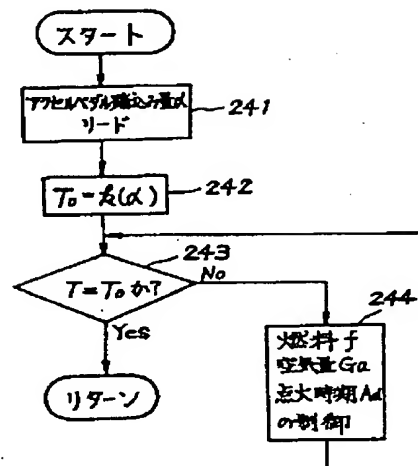 スタート
アクセルペダル踏込み量α
リード
241
T₀=k(α)
242
243
T=T₀か?
No
Yes
244
燃料f
空気量Ga
点火時期Ad
の制御
リターン